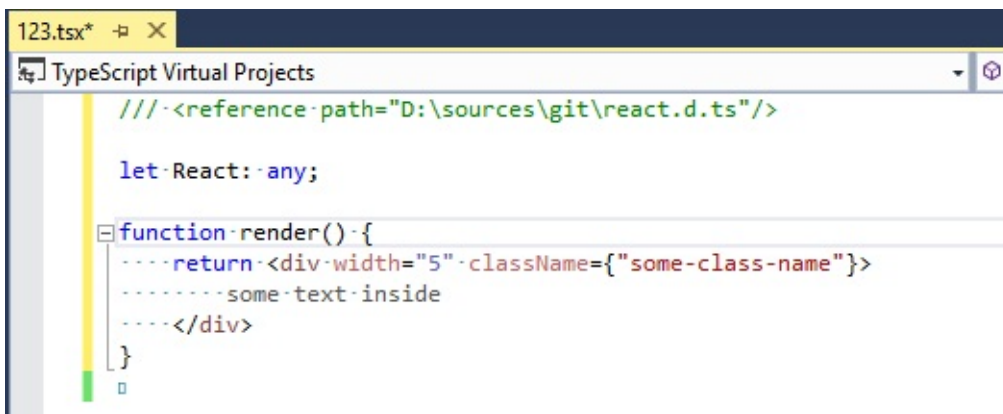 123.tsx*
TypeScript Virtual Projects
/// <reference path="D:\sources\git\react.d.ts"/>
let React: any;
function render() {
    return <div width="5" className={"some-class-name"}>
        some text inside
    </div>
}